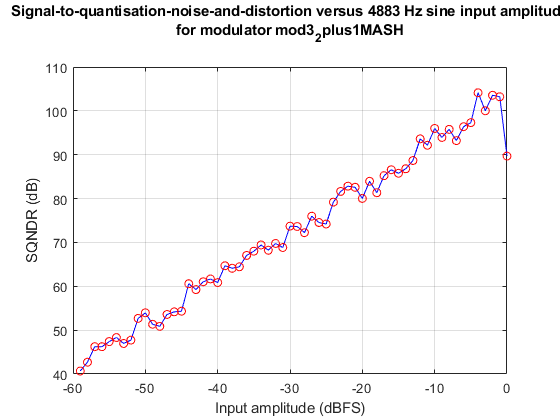 Signal-to-quantisation-noise-and-distortion versus 4883 Hz sine input amplitud
for modulator mod3₂plus1MASH
110
100
90
80
70
60
50
40
SQNDR (dB)
-60 -50 -40 -30 -20 -10 0
Input amplitude (dBFS)